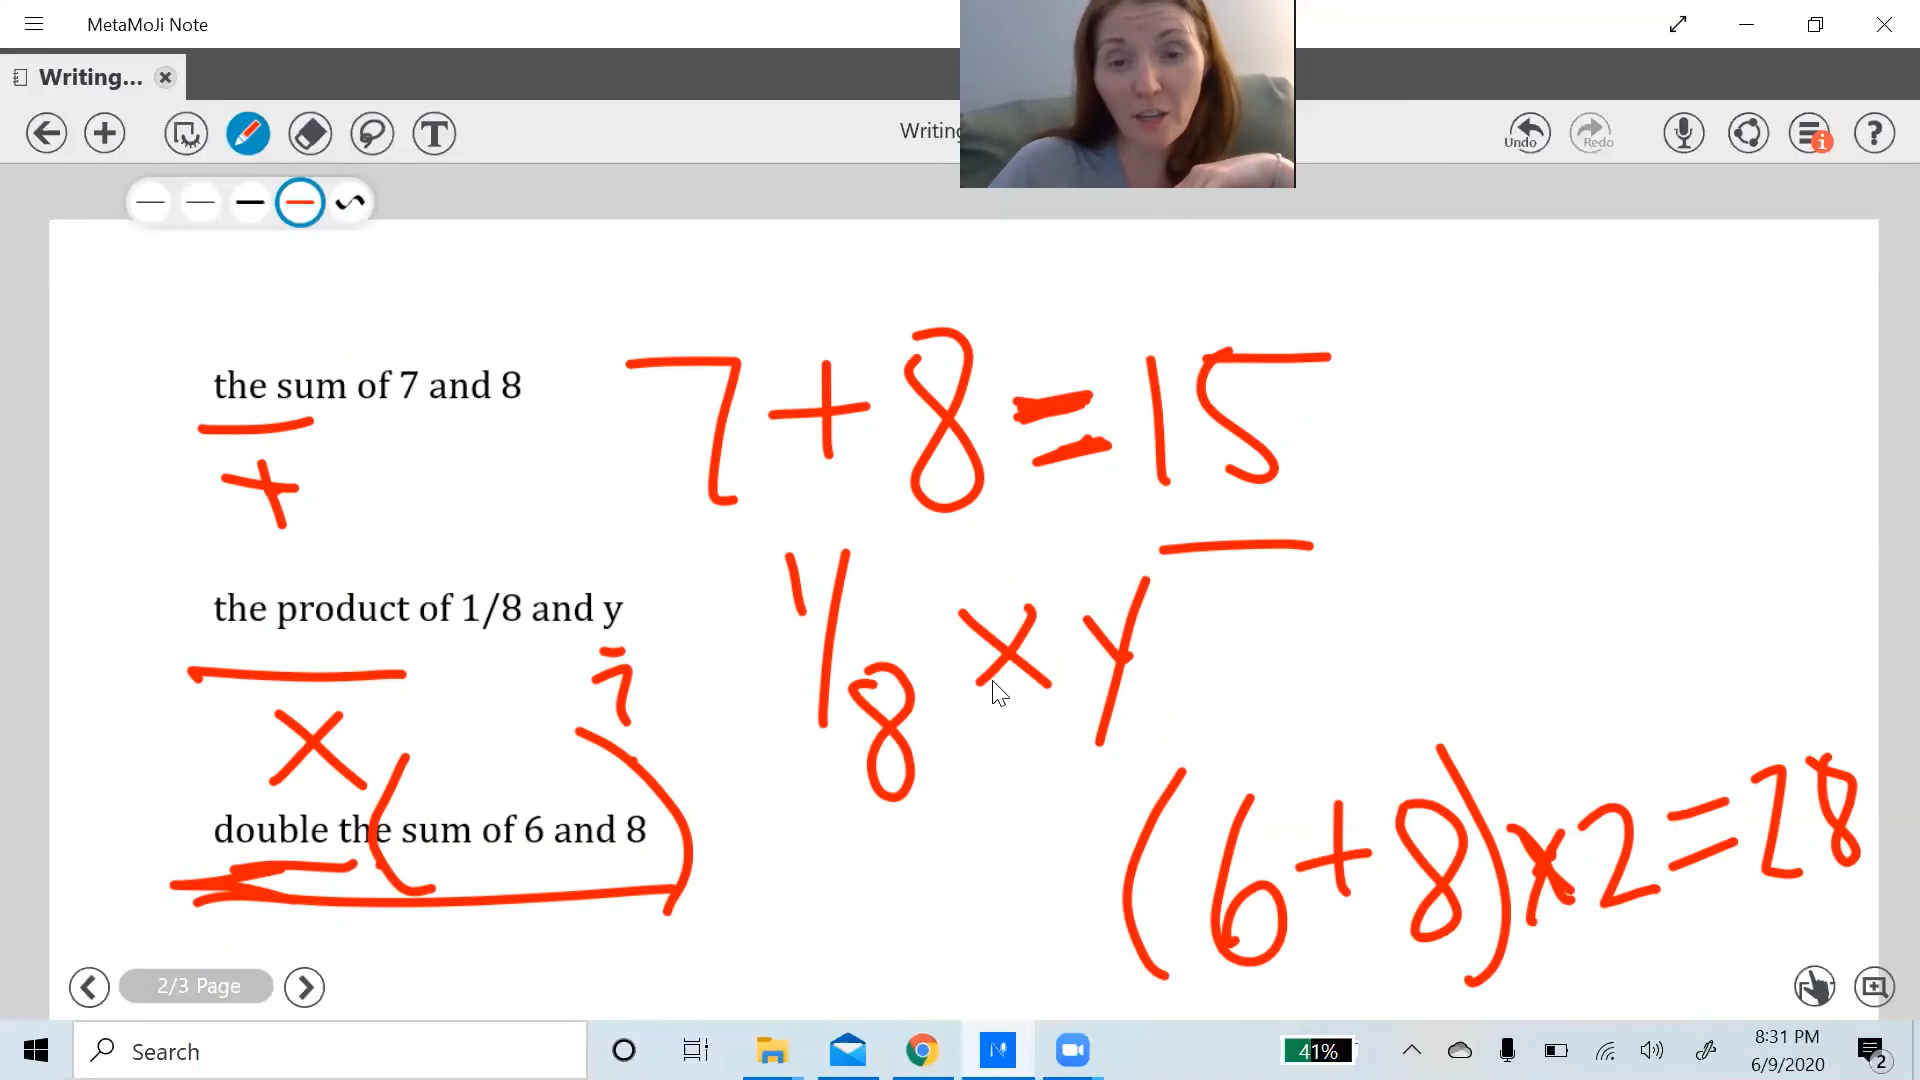 MetaMoJi Note
Writing...
T
Writin
Undo
Redo
?
the sum of 7 and 8
+
7+8=15
the product of 1/8 and y
x
?
1/8 x y
double the sum of 6 and 8
(6+8)x2=28
2/3 Page
Search
41%
8:31 PM
6/9/2020
2